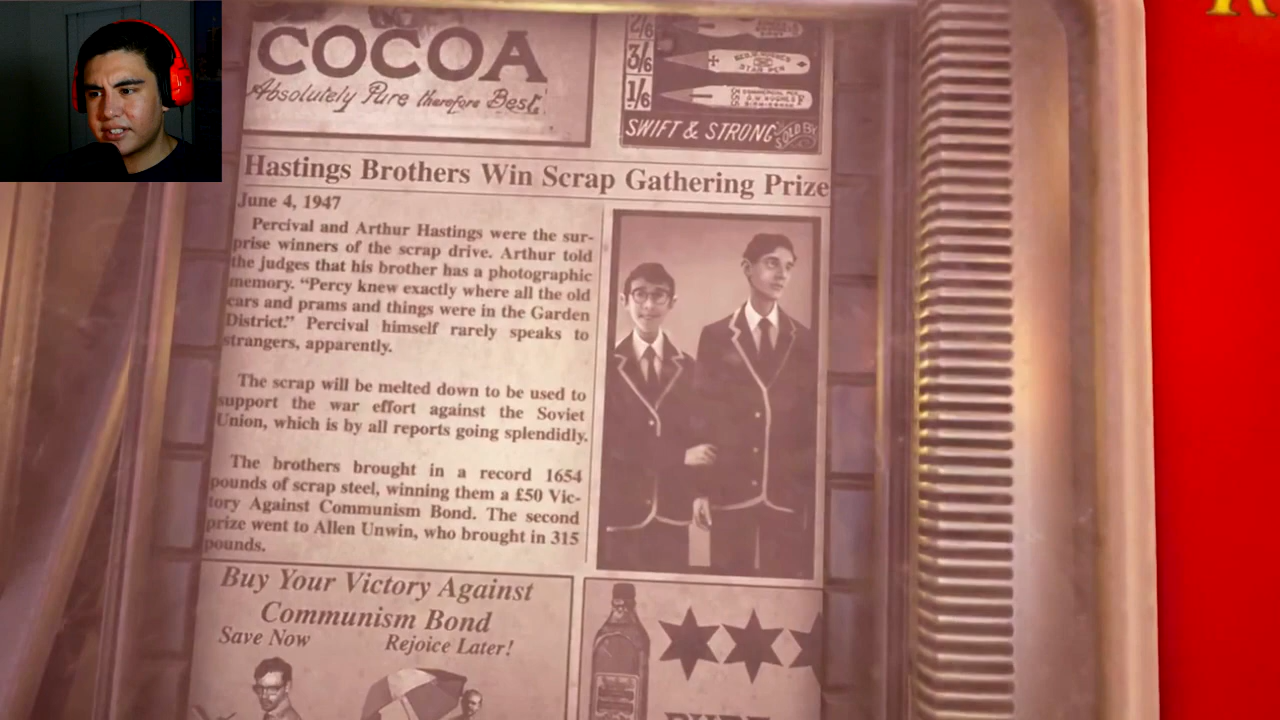 COCOA
Absolutely Pure therefore Best.
2/6
3/6
1/6
STAR PEN
SWIFT & STRONG
SOLD BY
Hastings Brothers Win Scrap Gathering Prize
June 4, 1947
Percival and Arthur Hastings were the sur-
prise winners of the scrap drive. Arthur told
the judges that his brother has a photographic
memory. “Percy knew exactly where all the old
cars and prams and things were in the Garden
District.” Percival himself rarely speaks to
strangers, apparently.
The scrap will be melted down to be used to
support the war effort against the Soviet
Union, which is by all reports going splendidly.
The brothers brought in a record 1654
pounds of scrap steel, winning them a £50 Vic-
tory Against Communism Bond. The second
prize went to Allen Unwin, who brought in 315
pounds.
Buy Your Victory Against
Communism Bond
Save Now
Rejoice Later!